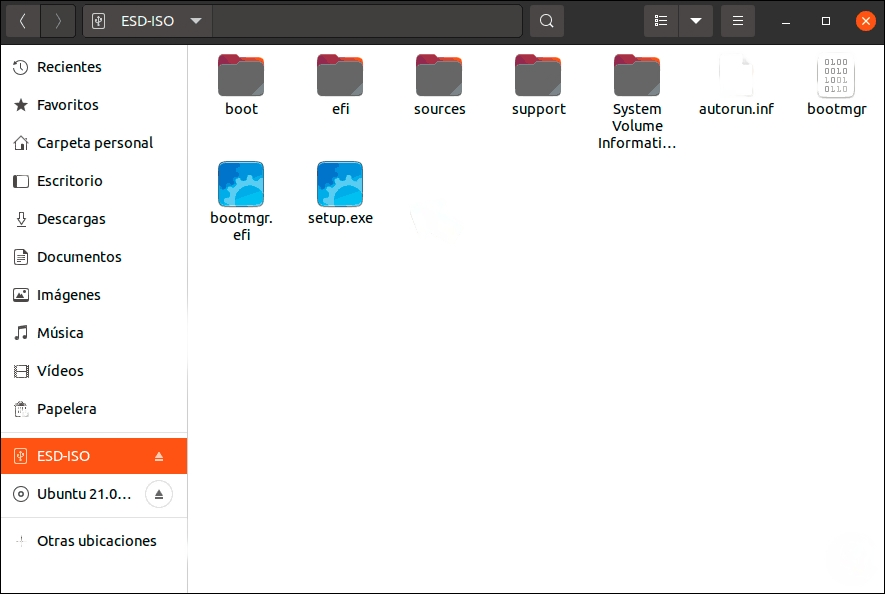 ESD-ISO
Recientes
Favoritos
Carpeta personal
Escritorio
Descargas
Documentos
Imágenes
Música
Vídeos
Papelera
ESD-ISO
Ubuntu 21.0...
Otras ubicaciones
boot
efi
sources
support
System
Volume
Informati...
autorun.inf
0100
0010
1001
0110
bootmgr
bootmgr.
efi
setup.exe